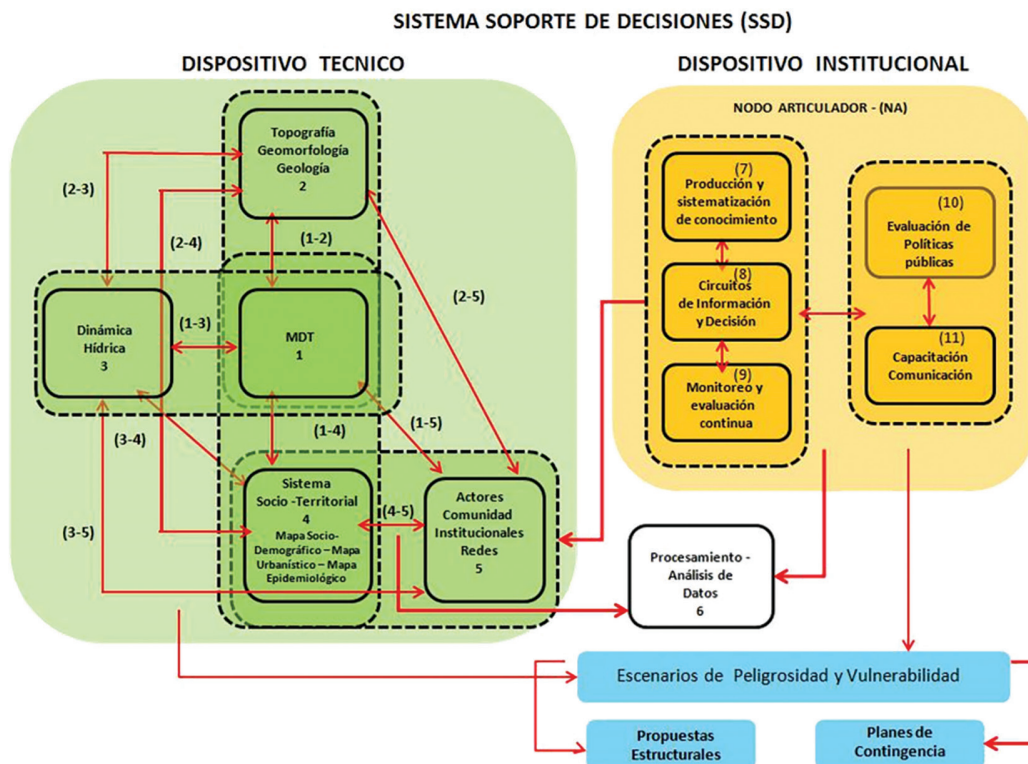 SISTEMA SOPORTE DE DECISIONES (SSD)
DISPOSITIVO TECNICO
DISPOSITIVO INSTITUCIONAL
NODO ARTICULADOR - (NA)
Topografía
Geomorfología
Geología
2
(2-3)
(2-4)
(1-2)
(2-5)
Dinámica
Hídrica
3
(1-3)
MDT
1
(3-4)
(1-4)
(1-5)
(3-5)
Sistema
Socio -Territorial
4
Mapa Socio-
Demográfico – Mapa
Urbanístico – Mapa
Epidemiológico
(4-5)
Actores
Comunidad
Institucionales
Redes
5
(7)
Producción y
sistematización
de conocimiento
(8)
Circuitos
de Información
y Decisión
(9)
Monitoreo y
evaluación
continua
(10)
Evaluación de
Políticas
públicas
(11)
Capacitación
Comunicación
Procesamiento -
Análisis de
Datos
6
Escenarios de Peligrosidad y Vulnerabilidad
Propuestas
Estructurales
Planes de
Contingencia